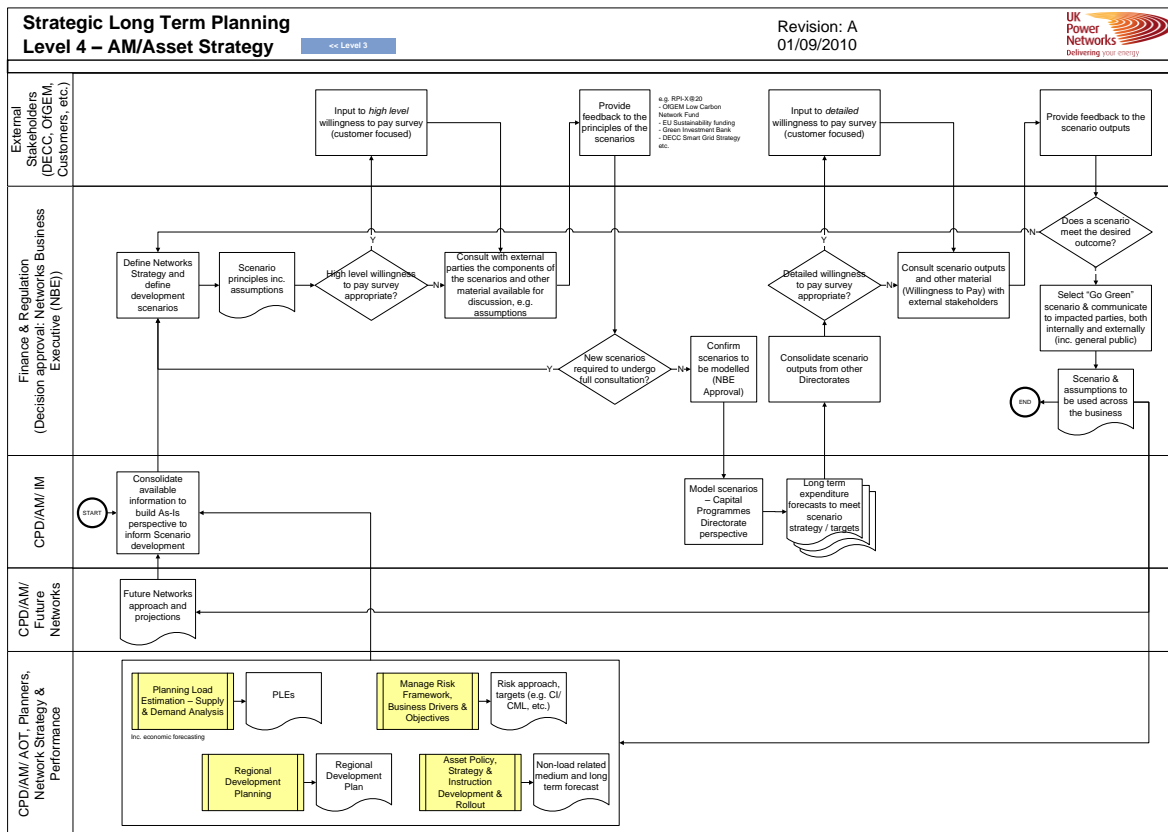 Strategic Long Term Planning
Level 4 – AM/Asset Strategy
<< Level 3
Revision: A
01/09/2010
UK
Power
Networks
Delivering your energy
External
Stakeholders
(DECC, OfGEM,
Customers, etc.)
Input to high level
willingness to pay survey
(customer focused)
Provide
feedback to the
principles of the
scenarios
e.g. RPI-X@20
- OfGEM Low Carbon
Network Fund
- EU Sustainability funding
- Green Investment Bank
- DECC Smart Grid Strategy
etc.
Input to detailed
willingness to pay survey
(customer focused)
Provide feedback to the
scenario outputs
Finance & Regulation
(Decision approval: Networks Business
Executive (NBE))
Define Networks
Strategy and
define
development
scenarios
Scenario
principles inc.
assumptions
Y
High level willingness
to pay survey
appropriate?
N
Consult with external
parties the components of
the scenarios and other
material available for
discussion, e.g.
assumptions
Y
New scenarios
required to undergo
full consultation?
N
Confirm
scenarios to
be modelled
(NBE
Approval)
Y
Detailed willingness
to pay survey
appropriate?
N
Consolidate scenario
outputs from other
Directorates
Consult scenario outputs
and other material
(Willingness to Pay) with
external stakeholders
N
Does a scenario
meet the desired
outcome?
Select “Go Green”
scenario & communicate
to impacted parties, both
internally and externally
(inc. general public)
END
Scenario &
assumptions to
be used across
the business
CPD/AM/ IM
START
Consolidate
available
information to
build As-Is
perspective to
inform Scenario
development
Model scenarios
– Capital
Programmes
Directorate
perspective
Long term
expenditure
forecasts to meet
scenario
strategy / targets
CPD/AM/
Future
Networks
Future Networks
approach and
projections
CPD/AM/ AOT, Planners,
Network Strategy &
Performance
Planning Load
Estimation – Supply
& Demand Analysis
Inc. economic forecasting
PLEs
Manage Risk
Framework,
Business Drivers &
Objectives
Risk approach,
targets (e.g. CI/
CML, etc.)
Regional
Development
Planning
Regional
Development
Plan
Asset Policy,
Strategy &
Instruction
Development &
Rollout
Non-load related
medium and long
term forecast